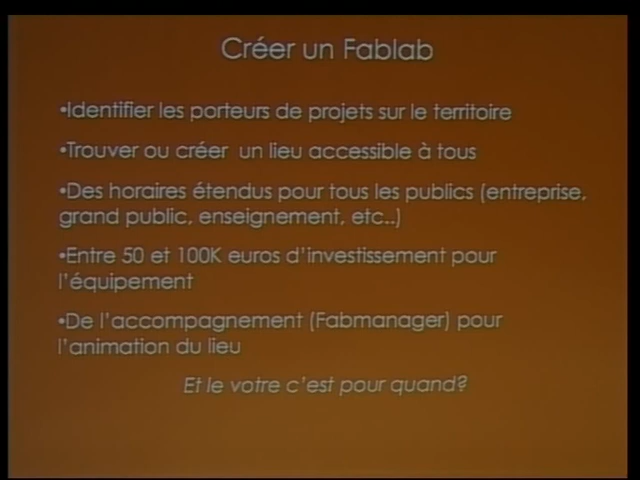 Créer un Fablab
•Identifier les porteurs de projets sur le territoire
•Trouver ou créer un lieu accessible à tous
•Des horaires étendus pour tous les publics (entreprise,
grand public, enseignement, etc..)
•Entre 50 et 100K euros d'investissement pour
l'équipement
•De l'accompagnement (Fabmanager) pour
l'animation du lieu
Et le votre c'est pour quand?